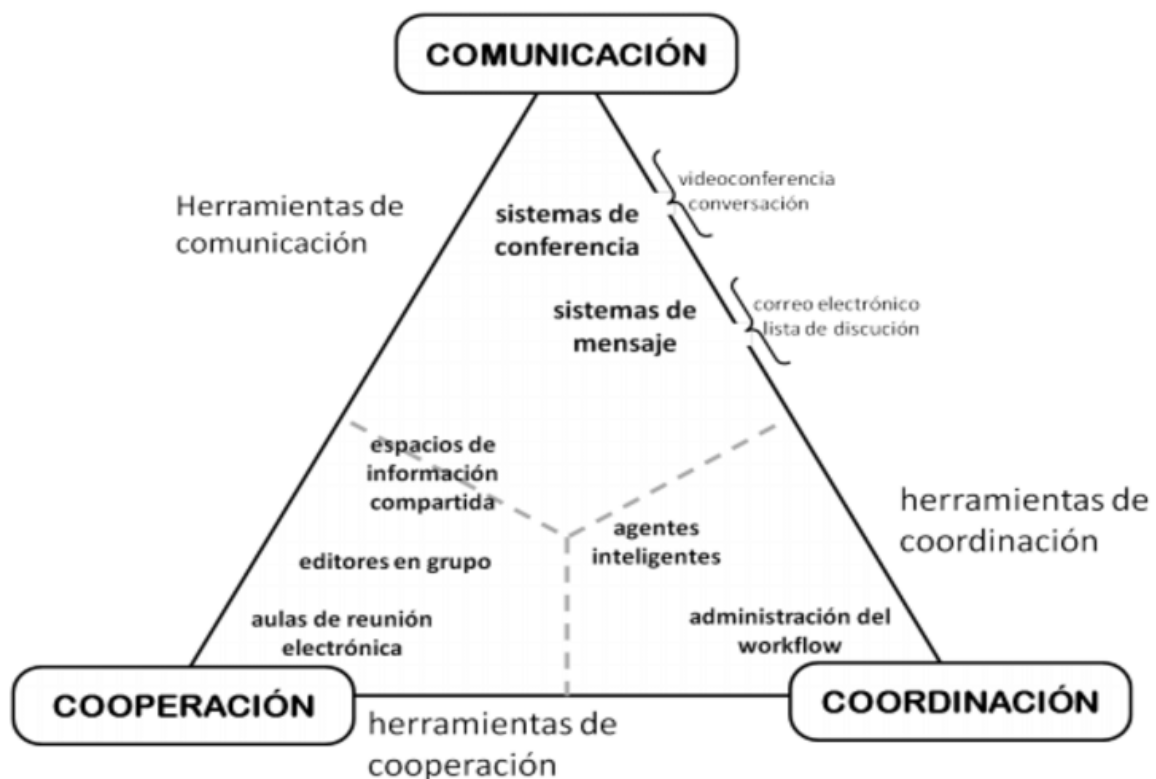 COMUNICACIÓN
videoconferencia
conversación
Herramientas de
comunicación
sistemas de
conferencia
correo electrónico
lista de discución
sistemas de
mensaje
espacios de
información
compartida
herramientas de
coordinación
agentes
inteligentes
editores en grupo
aulas de reunión
electrónica
administración del
workflow
COOPERACIÓN
COORDINACIÓN
herramientas de
cooperación